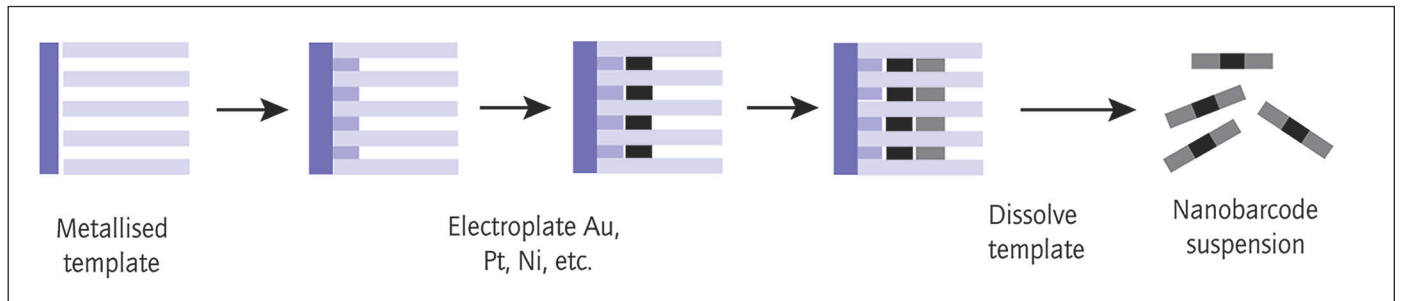 Metallised
template
Electroplate Au,
Pt, Ni, etc.
Dissolve
template
Nanobarcode
suspension